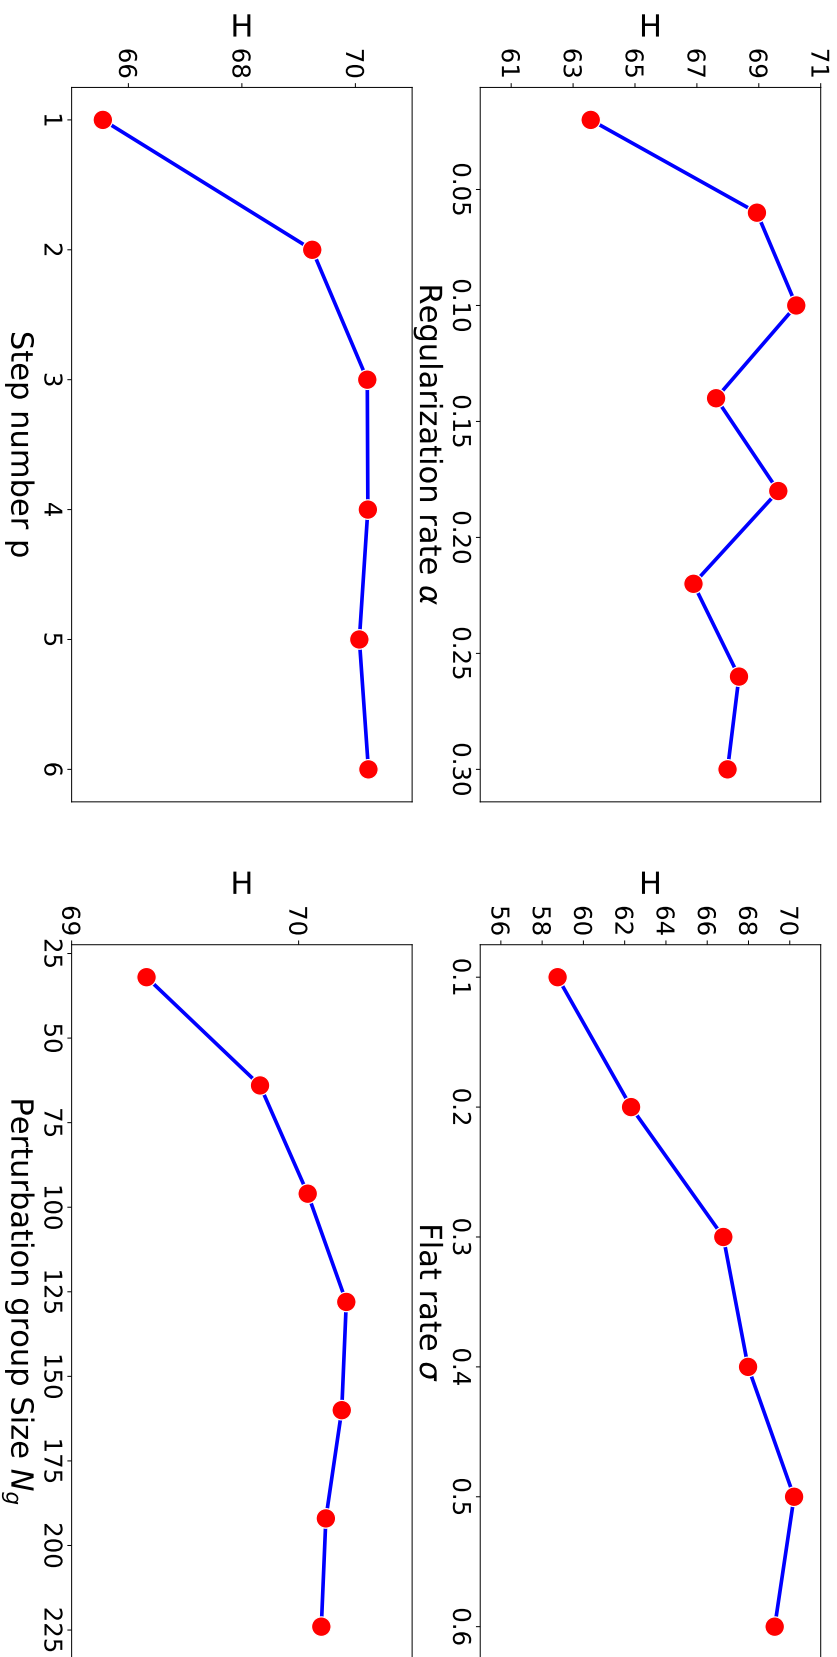 H
71
69
67
65
63
61
0.05 0.10 0.15 0.20 0.25 0.30
Regularization rate α
H
70
68
66
64
62
60
58
56
0.1 0.2 0.3 0.4 0.5 0.6
Flat rate σ
H
70
68
66
1 2 3 4 5 6
Step number p
H
70
69
25 50 75 100 125 150 175 200 225
Perturbation group Size Ng